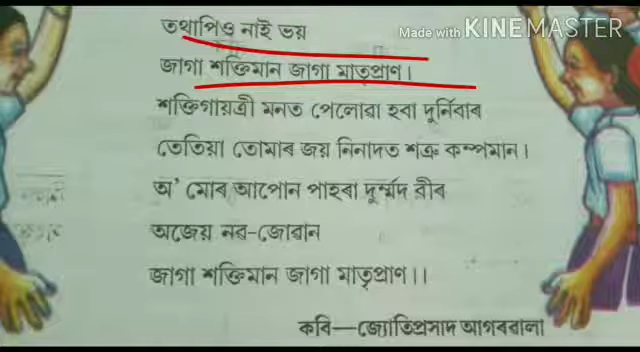 তথাপিও নাই ভয়
Made with KINEMASTER
জাগা শক্তিমান জাগা মাতৃপ্ৰাণ।
শক্তিগায়ত্ৰী মনত পেলোৱা হবা দুৰ্নিবাৰ
তেতিয়া তোমাৰ জয় নিনাদত শত্ৰু কম্পমান।
অ' মোৰ আপোন পাহৰা দুৰ্ম্মদ বীৰ
অজেয় নৱ-জোৱান
জাগা শক্তিমান জাগা মাতৃপ্ৰাণ।।
কবি—জ্যোতিপ্ৰসাদ আগৰৱালা